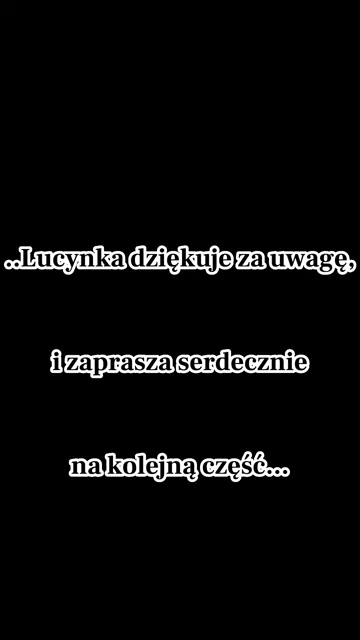 ..Lucynka dziękuje za uwagę,
i zaprasza serdecznie
na kolejną część...